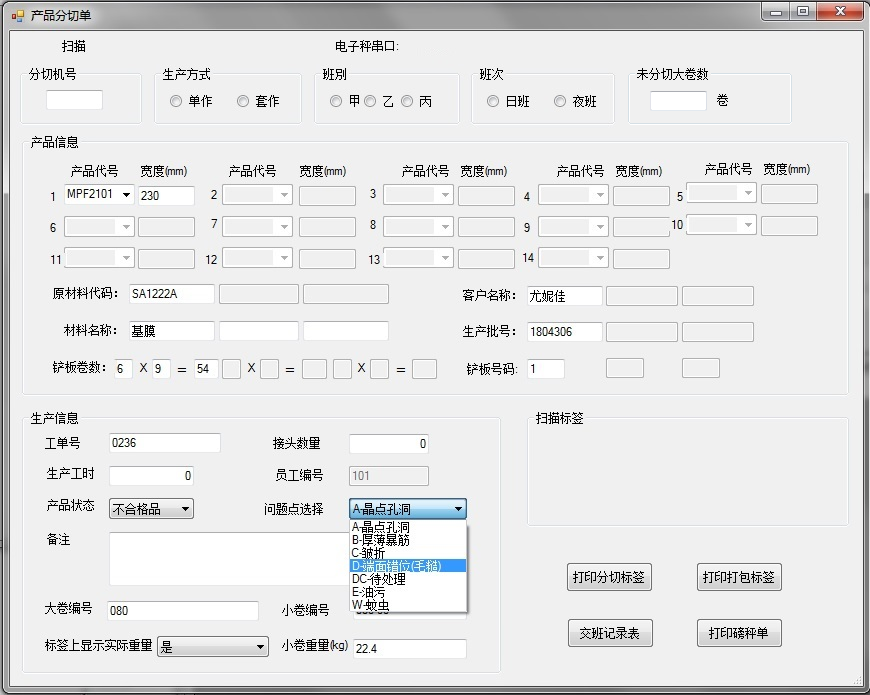 产品分切单
扫描 电子秤串口:
分切机号 生产方式 班别 班次 未分切大卷数
单作 套作 甲 乙 丙 日班 夜班 卷
产品信息
产品代号 宽度(mm) 产品代号 宽度(mm) 产品代号 宽度(mm) 产品代号 宽度(mm) 产品代号 宽度(mm)
1 MPF2101 230 2 3 4 5
6 7 8 9 10
11 12 13 14
原材料代码: SA1222A 客户名称: 尤妮佳
材料名称: 基膜 生产批号: 1804306
铲板卷数: 6 X 9 = 54 X = X = 铲板号码: 1
生产信息 扫描标签
工单号 0236 接头数量 0
生产工时 0 员工编号 101
产品状态 不合格品 问题点选择 A-晶点孔洞
A-晶点孔洞
备注 B-厚薄暴筋
C-皱折
D-端面错位(毛糙)
DC-待处理
E-油污
W-蚊虫
打印分切标签 打印打包标签
大卷编号 080 小卷编号
交班记录表 打印磅秤单
标签上显示实际重量 是 小卷重量(kg) 22.4